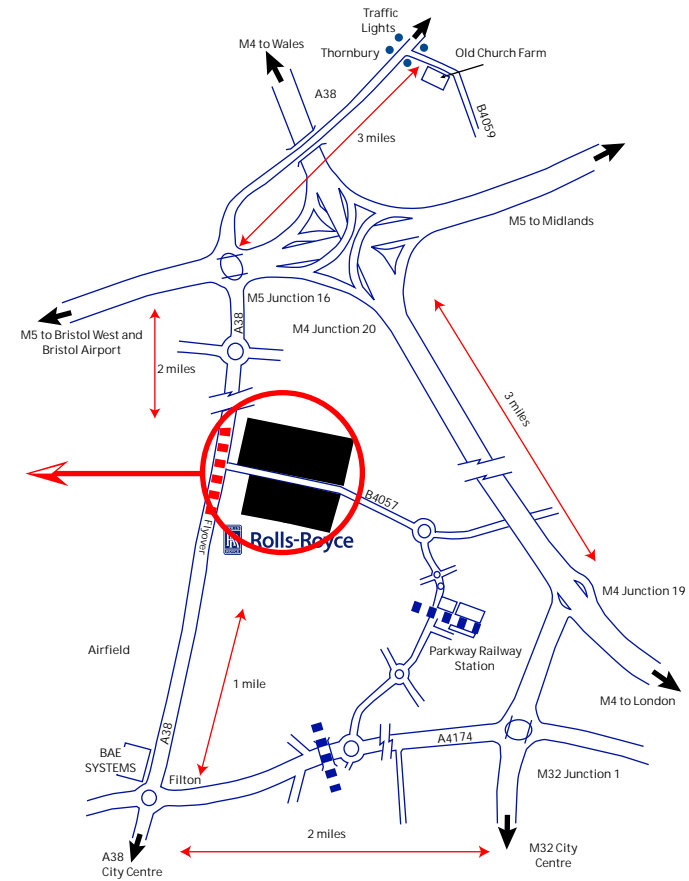 Traffic
Lights
M4 to Wales
Thornbury
Old Church Farm
A38
B4059
3 miles
M5 to Midlands
M5 Junction 16
A38
M4 Junction 20
M5 to Bristol West and
Bristol Airport
2 miles
3 miles
B4057
Flyover
Rolls-Royce
M4 Junction 19
Airfield
Parkway Railway
Station
1 mile
M4 to London
A38
A4174
BAE
SYSTEMS
Filton
M32 Junction 1
2 miles
M32 City
Centre
A38
City Centre